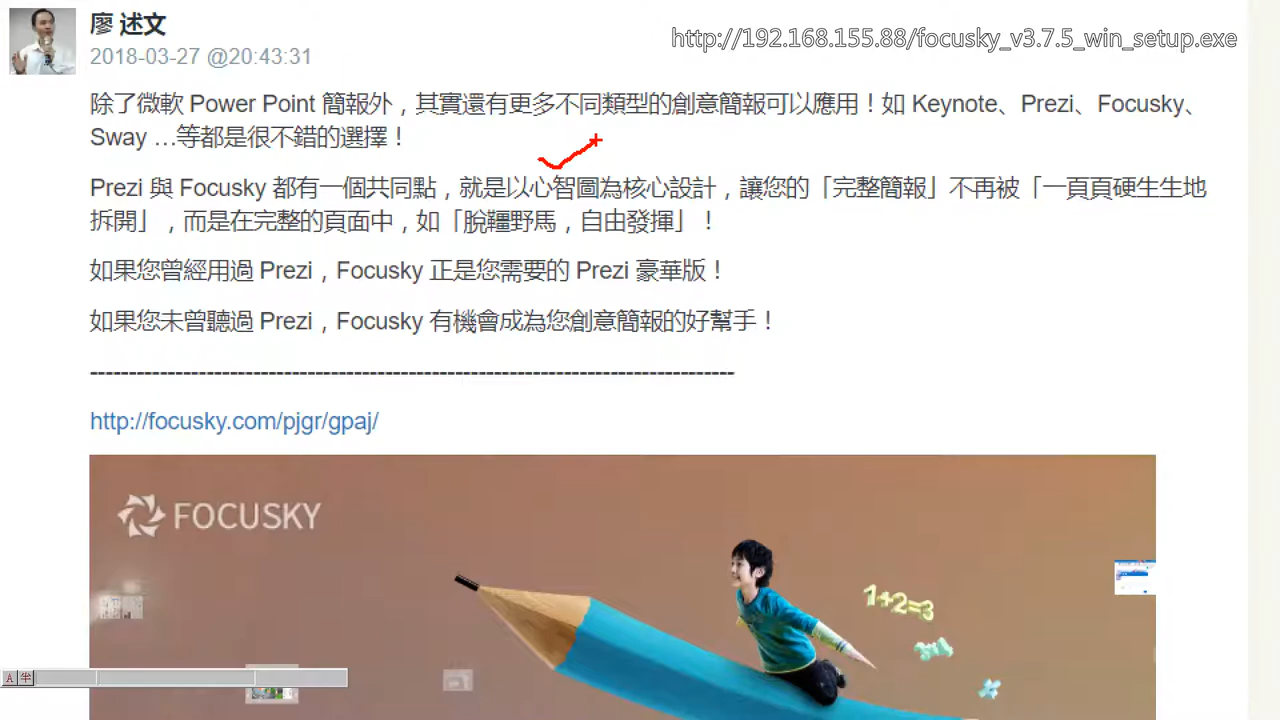 廖 述文
http://192.168.155.88/focusky_v3.7.5_win_setup.exe
2018-03-27 @20:43:31
除了微軟 Power Point 簡報外，其實還有更多不同類型的創意簡報可以應用！如 Keynote、Prezi、Focusky、
Sway …等都是很不錯的選擇！
Prezi 與 Focusky 都有一個共同點，就是以心智圖為核心設計，讓您的「完整簡報」不再被「一頁頁硬生生地
拆開」，而是在完整的頁面中，如「脫韁野馬，自由發揮」！
如果您曾經用過 Prezi，Focusky 正是您需要的 Prezi 豪華版！
如果您未曾聽過 Prezi，Focusky 有機會成為您創意簡報的好幫手！
--------------------------------------------------------------------------------
http://focusky.com/pjgr/gpaj/
FOCUSKY
1+2=3
A 半